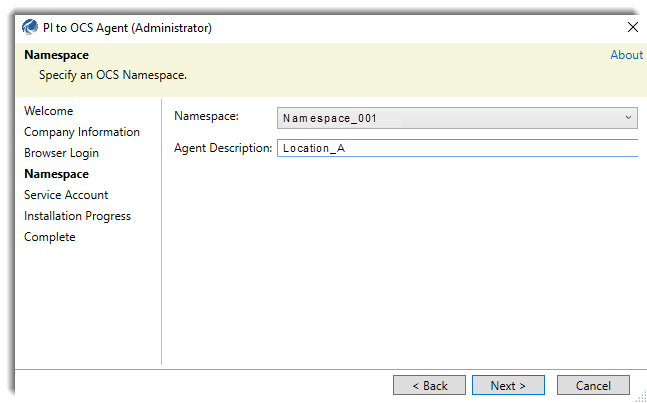 PI to OCS Agent (Administrator)
Namespace
About
Specify an OCS Namespace.
Welcome
Company Information
Browser Login
Namespace
Service Account
Installation Progress
Complete
Namespace:
Namespace_001
Agent Description:
Location_A
< Back
Next >
Cancel